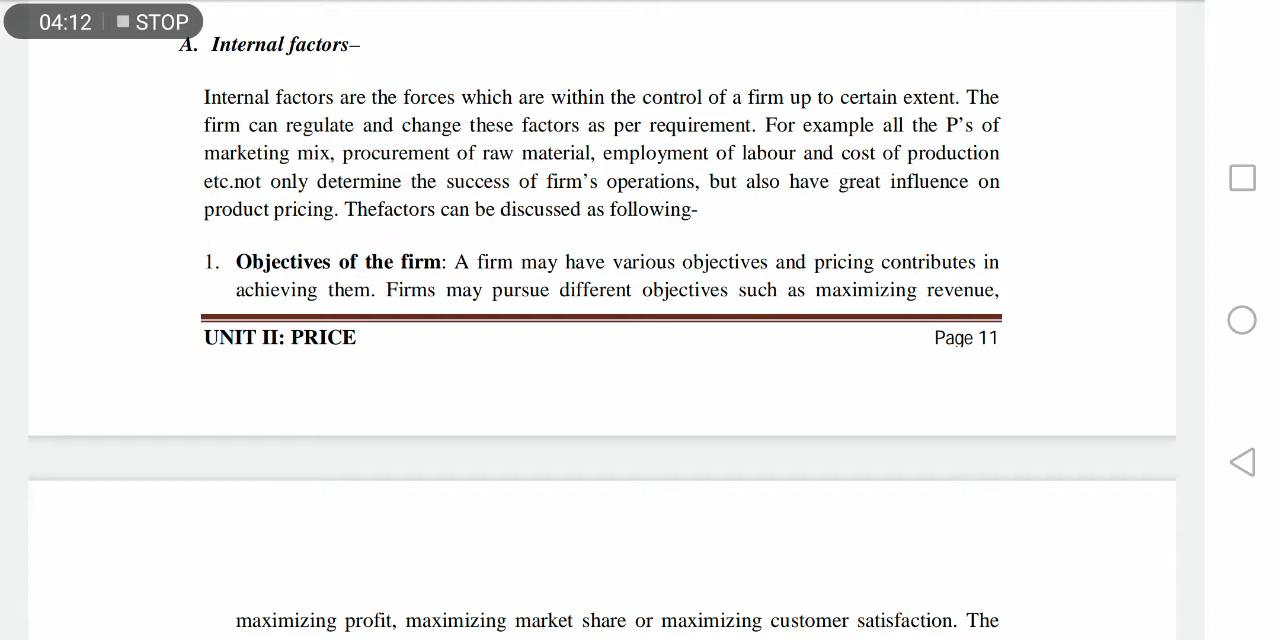 04:12 STOP
A. Internal factors–
Internal factors are the forces which are within the control of a firm up to certain extent. The
firm can regulate and change these factors as per requirement. For example all the P’s of
marketing mix, procurement of raw material, employment of labour and cost of production
etc.not only determine the success of firm’s operations, but also have great influence on
product pricing. Thefactors can be discussed as following-
1. Objectives of the firm: A firm may have various objectives and pricing contributes in
achieving them. Firms may pursue different objectives such as maximizing revenue,
UNIT II: PRICE Page 11
maximizing profit, maximizing market share or maximizing customer satisfaction. The